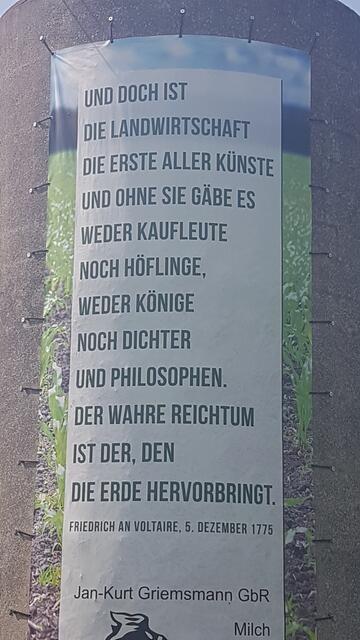 UND DOCH IST
DIE LANDWIRTSCHAFT
DIE ERSTE ALLER KÜNSTE
UND OHNE SIE GÄBE ES
WEDER KAUFLEUTE
NOCH HÖFLINGE,
WEDER KÖNIGE
NOCH DICHTER
UND PHILOSOPHEN.
DER WAHRE REICHTUM
IST DER, DEN
DIE ERDE HERVORBRINGT.
FRIEDRICH AN VOLTAIRE, 5. DEZEMBER 1775
Jan-Kurt Griemsmann GbR
Milch